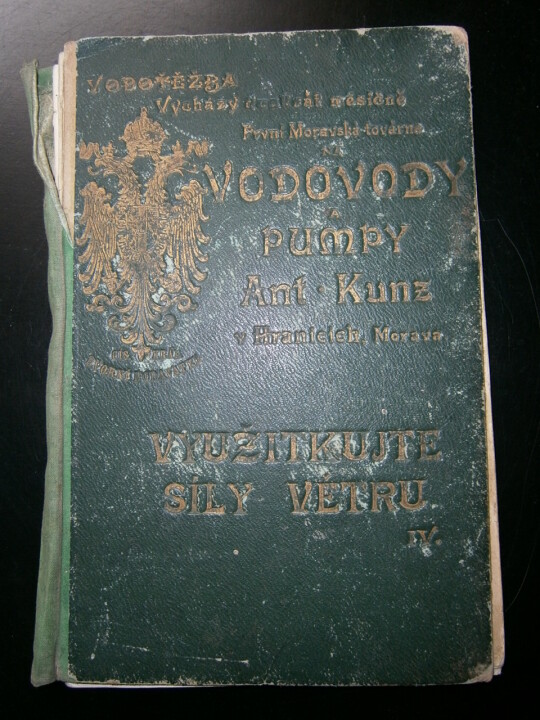 VODOTĚŽBA
Vychází dvakrát měsíčně
První Moravská továrna
na
VODOVODY
A
PUMPY
Ant. Kunz
v Hranicích, Morava
VYUŽITKUJTE
SÍLY VĚTRU.
IV.